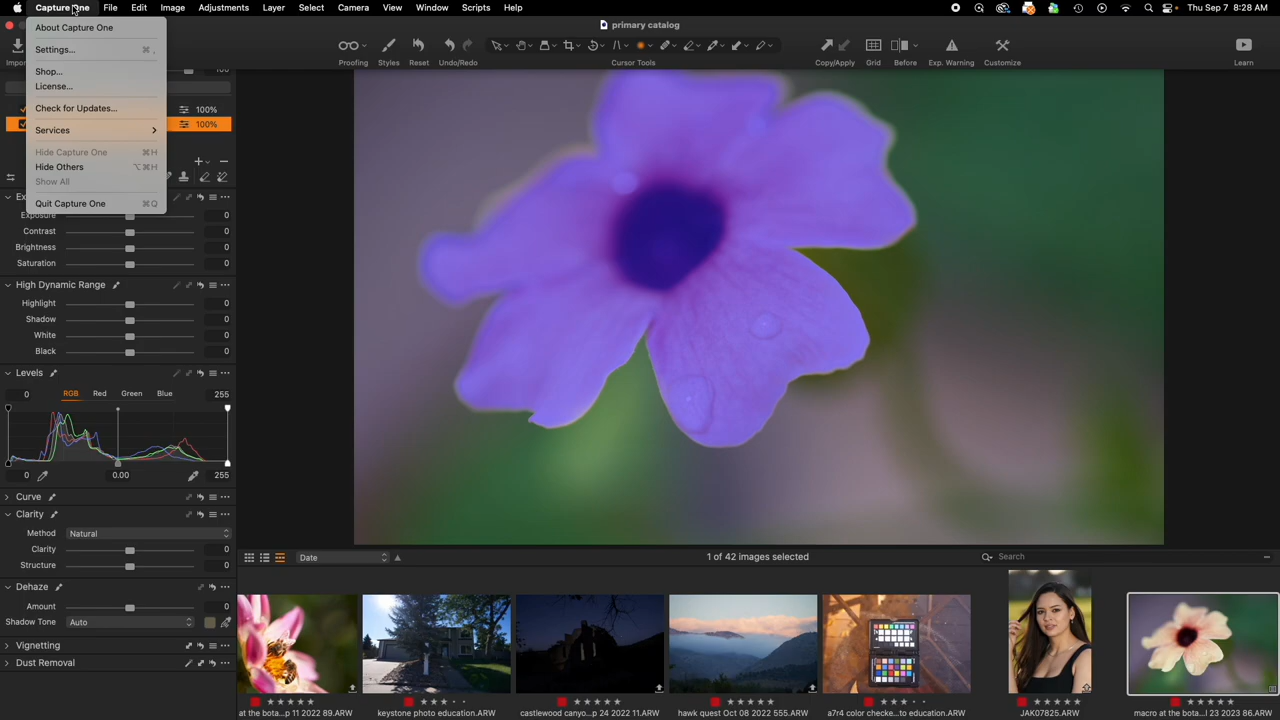 Capture One File Edit Image Adjustments Layer Select Camera View Window Scripts Help Thu Sep 7 8:28 AM
primary catalog
About Capture One
Settings... ⌘ ,
Shop...
License...
Check for Updates...
Services
Hide Capture One ⌘H
Hide Others ⌥⌘H
Show All
Quit Capture One ⌘Q
Proofing Styles Reset Undo/Redo Cursor Tools Copy/Apply Grid Before Exp. Warning Customize Learn
100%
100%
Exposure 0
Contrast 0
Brightness 0
Saturation 0
High Dynamic Range
Highlight 0
Shadow 0
White 0
Black 0
Levels
0 RGB Red Green Blue 255
0 0.00 255
Curve
Clarity
Method Natural
Clarity 0
Structure 0
Dehaze
Amount 0
Shadow Tone Auto
Vignetting
Dust Removal
Date 1 of 42 images selected Search
at the bota...p 11 2022 89.ARW
keystone photo education.ARW
castlewood canyo...p 24 2022 11.ARW
hawk quest Oct 08 2022 555.ARW
a7r4 color checke...to education.ARW
JAK07825.ARW
macro at the bota...l 23 2023 86.ARW